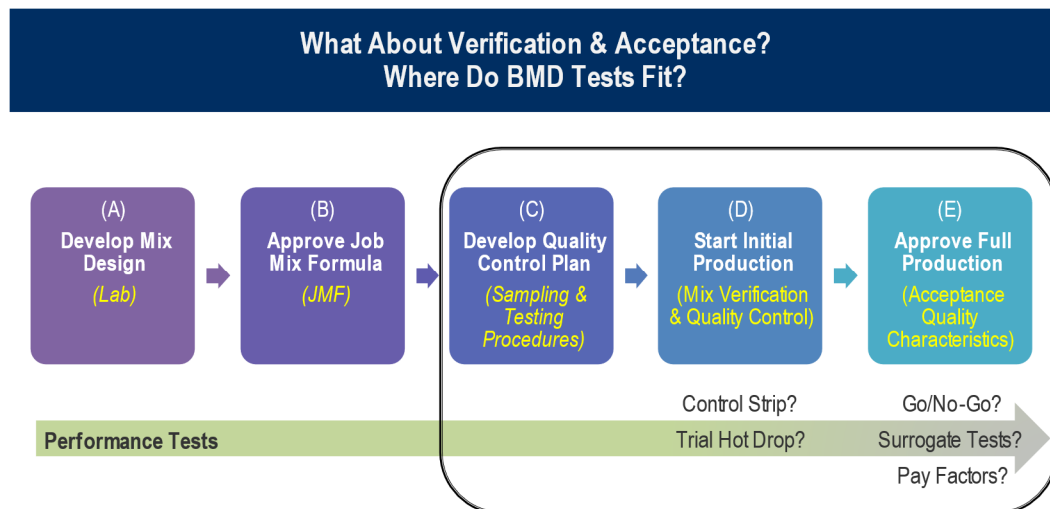 What About Verification & Acceptance?
Where Do BMD Tests Fit?
(A)
Develop Mix
Design
(Lab)
(B)
Approve Job
Mix Formula
(JMF)
(C)
Develop Quality
Control Plan
(Sampling &
Testing
Procedures)
(D)
Start Initial
Production
(Mix Verification
& Quality Control)
(E)
Approve Full
Production
(Acceptance
Quality
Characteristics)
Performance Tests
Control Strip?
Trial Hot Drop?
Go/No-Go?
Surrogate Tests?
Pay Factors?